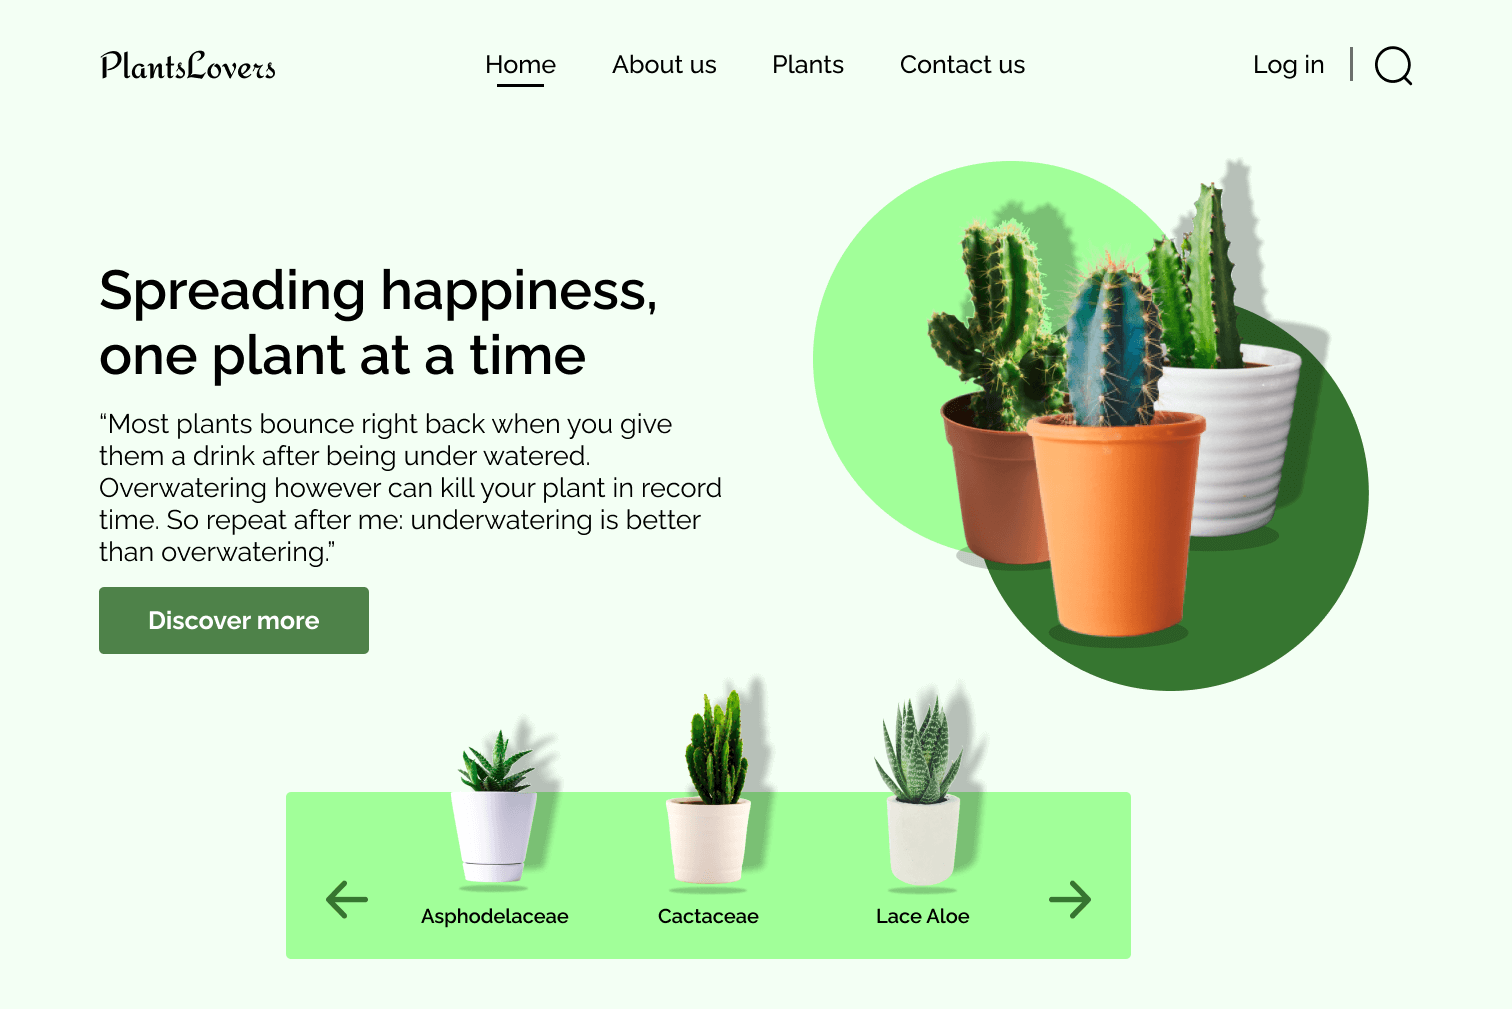 PlantsLovers
Home
About us
Plants
Contact us
Log in
Spreading happiness,
one plant at a time
“Most plants bounce right back when you give
them a drink after being under watered.
Overwatering however can kill your plant in record
time. So repeat after me: underwatering is better
than overwatering.”
Discover more
Asphodelaceae
Cactaceae
Lace Aloe